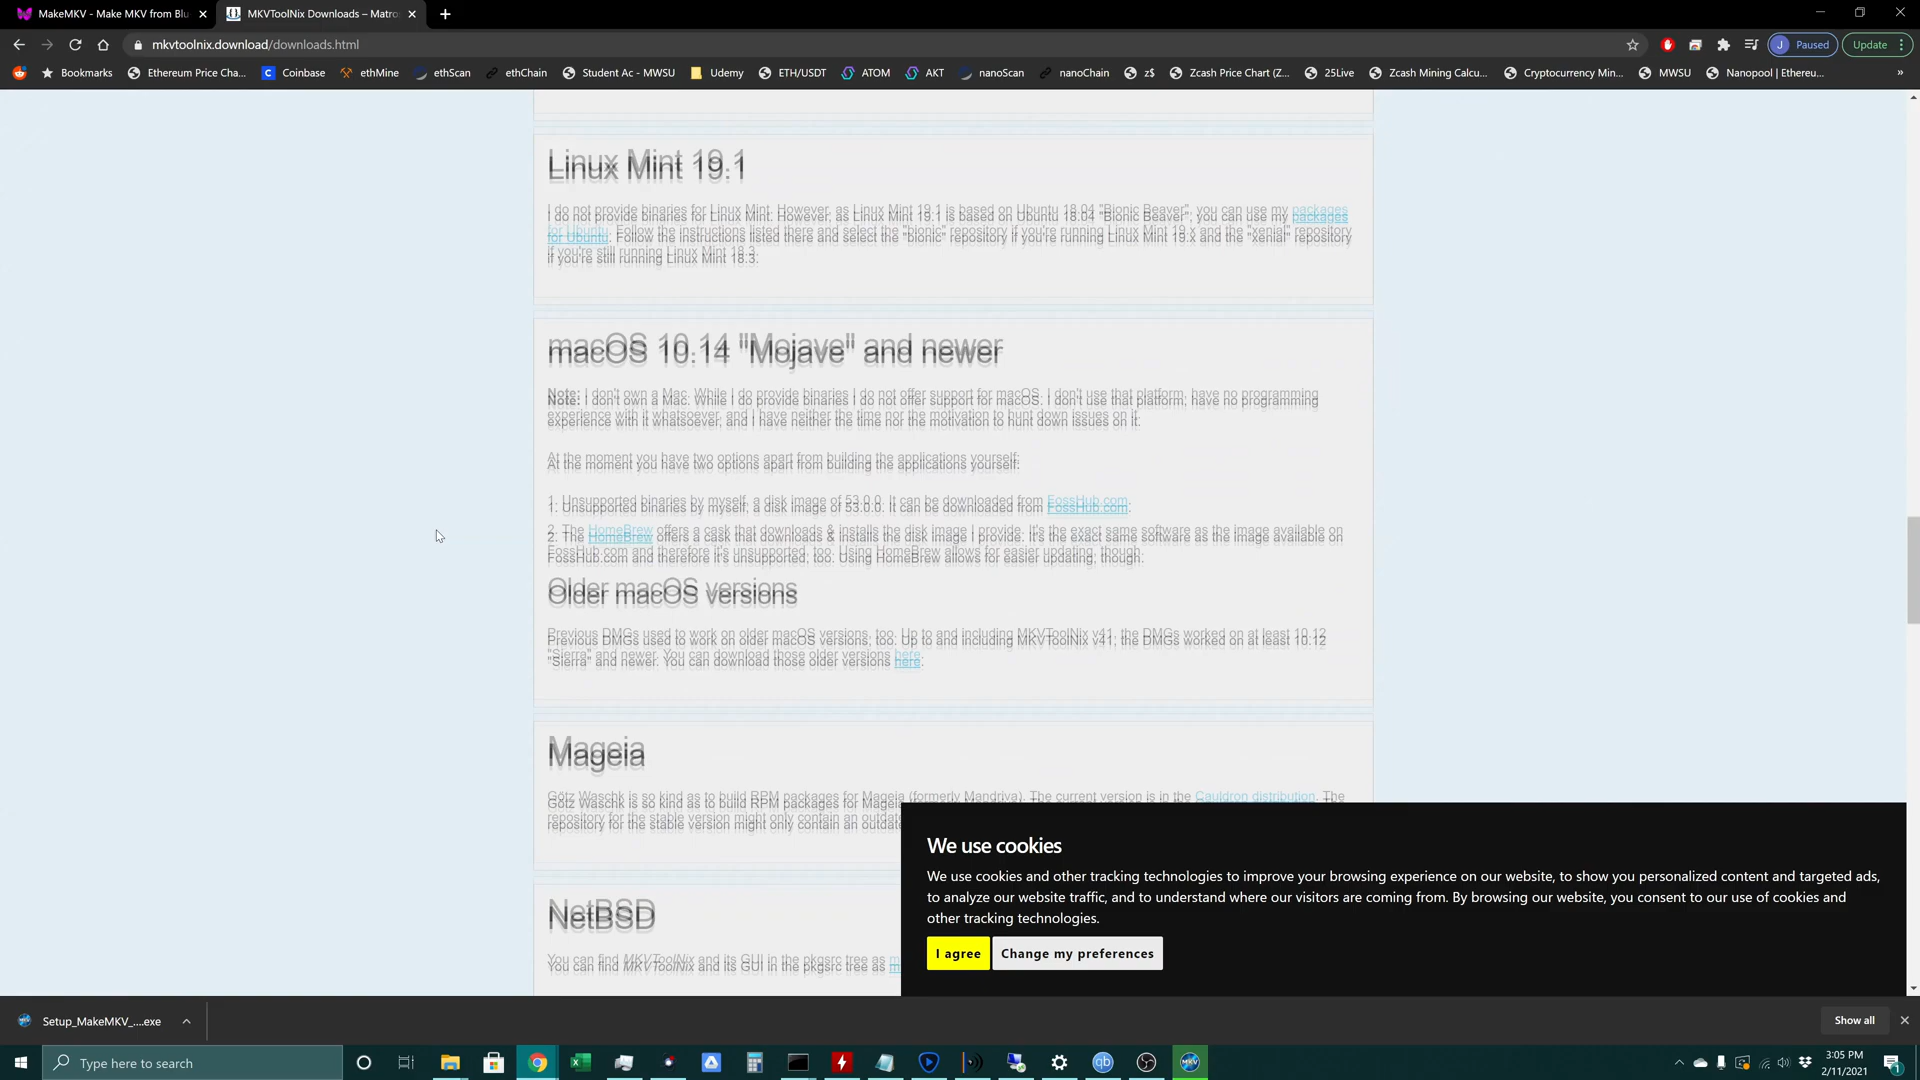 MakeMKV - Make MKV from Blu
MKVToolNix Downloads – Matro
mkvtoolnix.download/downloads.html
J Paused
Update
Bookmarks
Ethereum Price Cha...
Coinbase
ethMine
ethScan
ethChain
Student Ac - MWSU
Udemy
ETH/USDT
ATOM
AKT
nanoScan
nanoChain
z$
Zcash Price Chart (Z...
25Live
Zcash Mining Calcu...
Cryptocurrency Min...
MWSU
Nanopool | Ethereu...
»
Linux Mint 19.1
I do not provide binaries for Linux Mint. However, as Linux Mint 19.1 is based on Ubuntu 18.04 "Bionic Beaver", you can use my packages
for Ubuntu. Follow the instructions listed there and select the "bionic" repository if you're running Linux Mint 19.x and the "xenial" repository
if you're still running Linux Mint 18.3.
macOS 10.14 "Mojave" and newer
Note: I don't own a Mac. While I do provide binaries I do not offer support for macOS. I don't use that platform, have no programming
experience with it whatsoever, and I have neither the time nor the motivation to hunt down issues on it.
At the moment you have two options apart from building the applications yourself:
1. Unsupported binaries by myself, a disk image of 53.0.0. It can be downloaded from FossHub.com.
2. The HomeBrew offers a cask that downloads & installs the disk image I provide. It's the exact same software as the image available on
FossHub.com and therefore it's unsupported, too. Using HomeBrew allows for easier updating, though.
Older macOS versions
Previous DMGs used to work on older macOS versions, too. Up to and including MKVToolNix v41, the DMGs worked on at least 10.12
"Sierra" and newer. You can download those older versions here.
Mageia
Götz Waschk is so kind as to build RPM packages for Mageia (formerly Mandriva). The current version is in the Cauldron distribution. The
repository for the stable version might only contain an outdate
NetBSD
You can find MKVToolNix and its GUI in the pkgsrc tree as m
We use cookies
We use cookies and other tracking technologies to improve your browsing experience on our website, to show you personalized content and targeted ads,
to analyze our website traffic, and to understand where our visitors are coming from. By browsing our website, you consent to our use of cookies and
other tracking technologies.
I agree
Change my preferences
Setup_MakeMKV_....exe
Show all
Type here to search
3:05 PM
2/11/2021